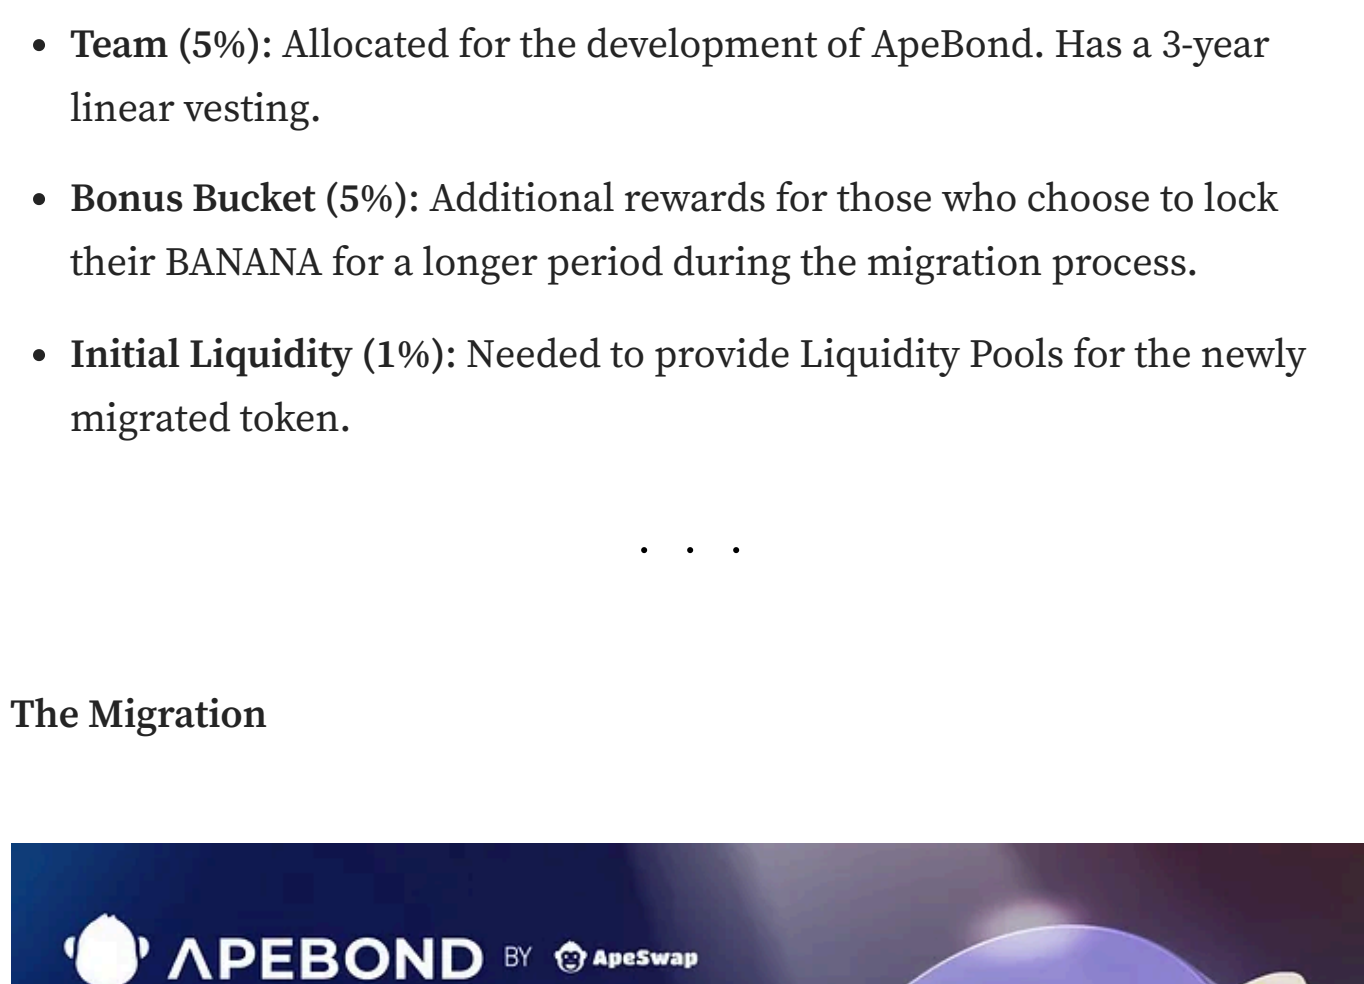 Team (5%): Allocated for the development of ApeBond. Has a 3-year
linear vesting.
Bonus Bucket (5%): Additional rewards for those who choose to lock
their BANANA for a longer period during the migration process.
Initial Liquidity (1%): Needed to provide Liquidity Pools for the newly
migrated token.
. . .
The Migration
APEBOND BY ApeSwap